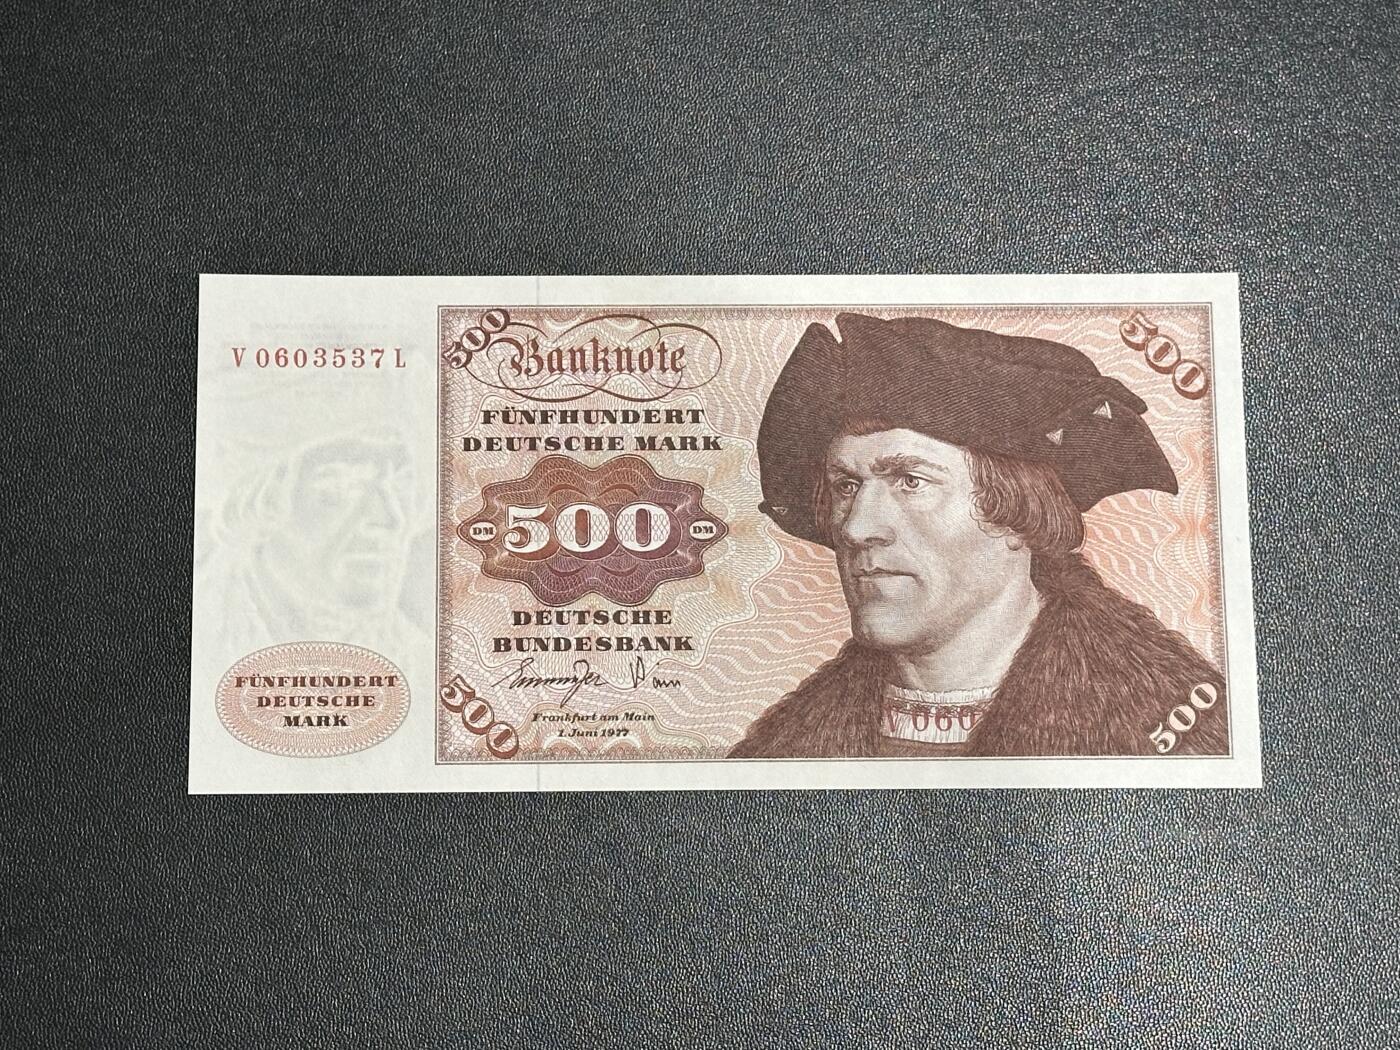 V0603537L
500
Banknote
500
FÜNFHUNDERT
DEUTSCHE MARK
DM 500 DM
DEUTSCHE
BUNDESBANK
FÜNFHUNDERT
DEUTSCHE
MARK
500
Frankfurt am Main
1. Juni 1977
V 060
500